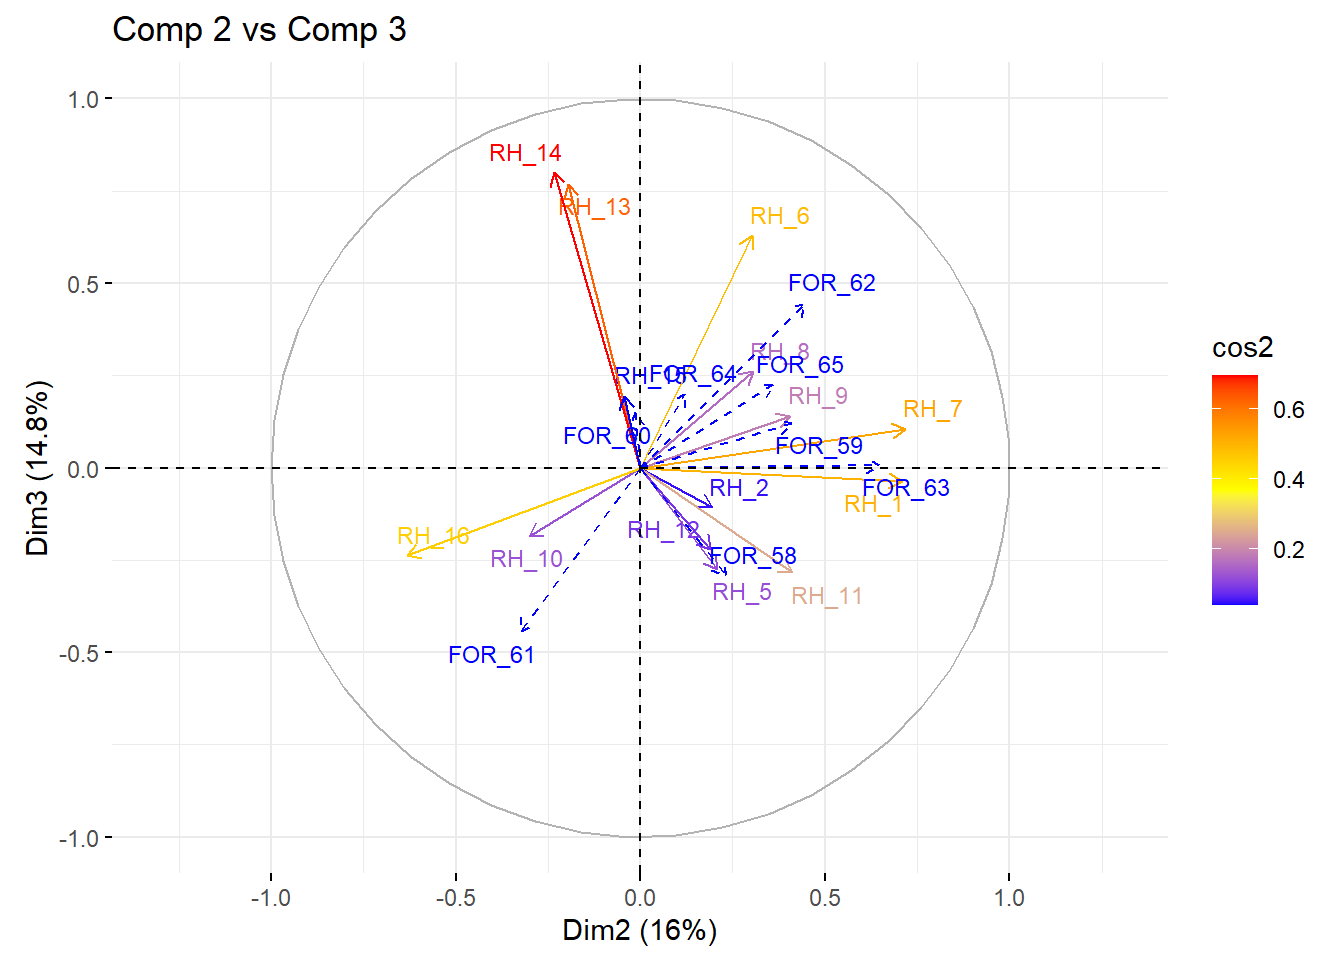 Comp 2 vs Comp 3
1.0
0.5
0.0
-0.5
-1.0
Dim3 (14.8%)
RH_14
RH_13
RH_6
FOR_62
RH_8
FOR_65
RH_15
FOR_64
RH_9
RH_7
FOR_60
FOR_59
RH_2
FOR_63
RH_1
RH_12
RH_16
RH_10
FOR_58
RH_5
RH_11
FOR_61
-1.0
-0.5
0.0
0.5
1.0
Dim2 (16%)
cos2
0.6
0.4
0.2